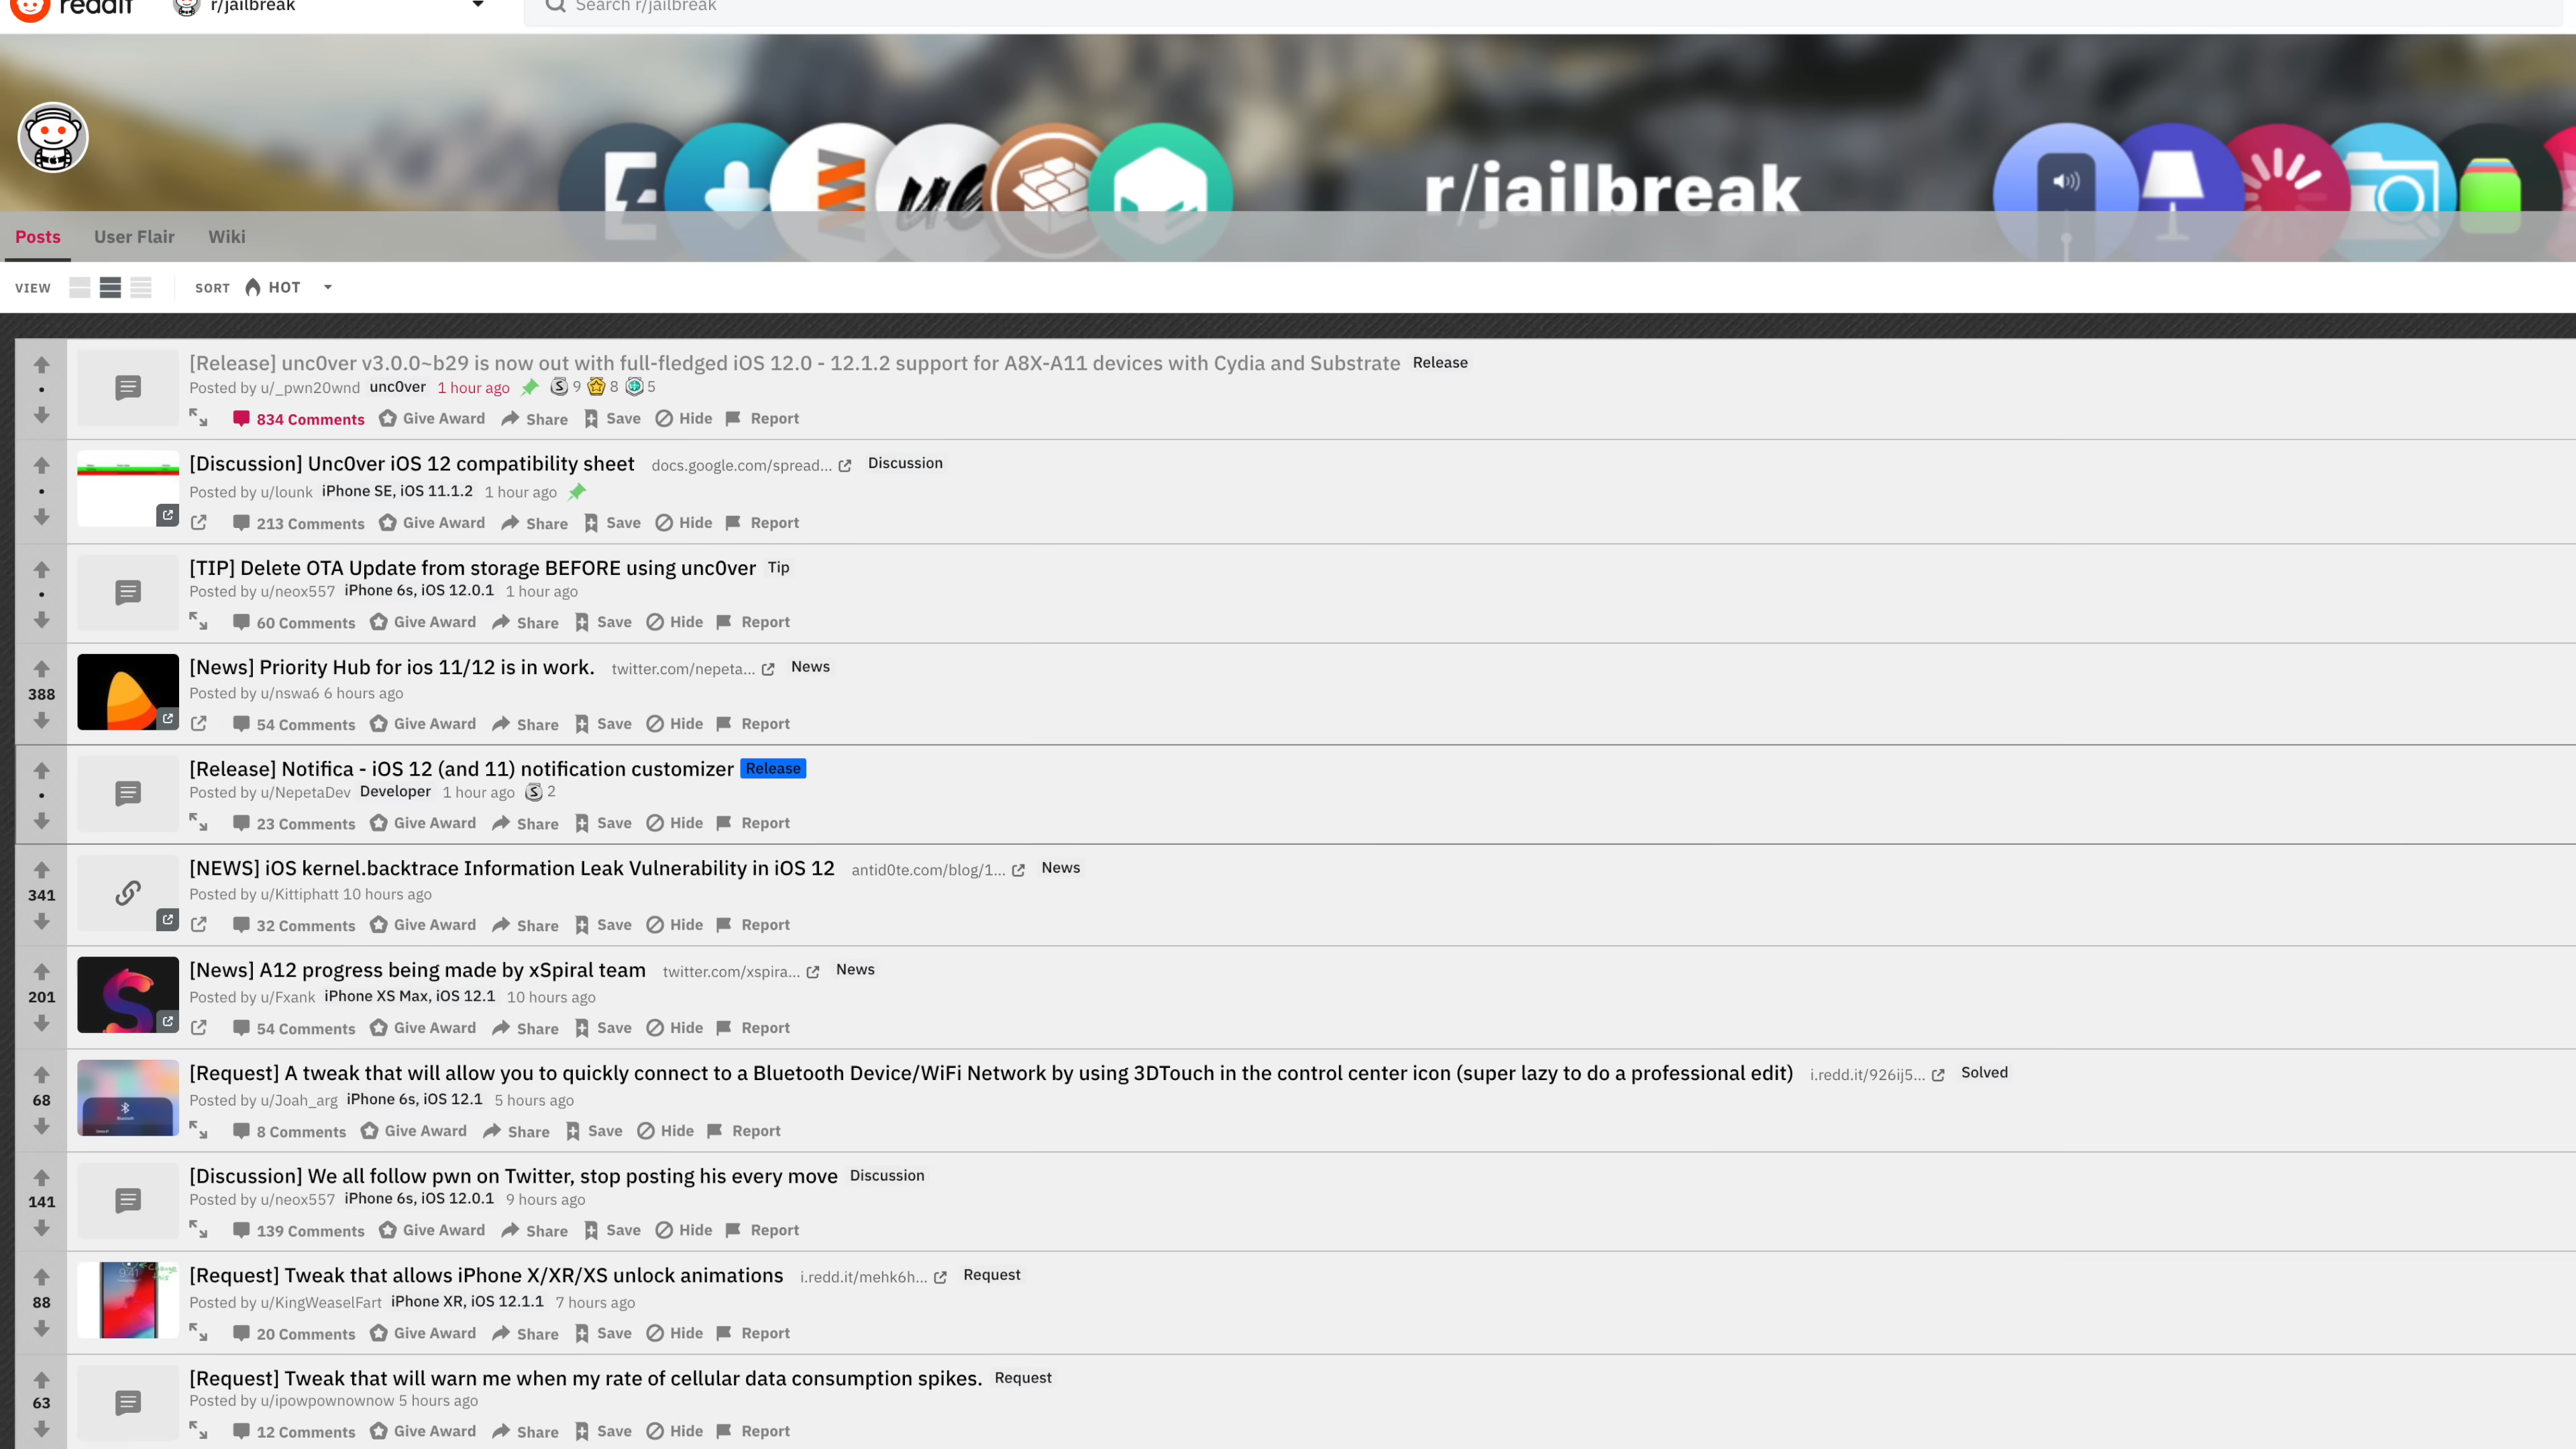 reddit r/jailbreak Search r/jailbreak
r/jailbreak
Posts User Flair Wiki
VIEW SORT HOT
[Release] unc0ver v3.0.0~b29 is now out with full-fledged iOS 12.0 - 12.1.2 support for A8X-A11 devices with Cydia and Substrate Release
Posted by u/_pwn20wnd unc0ver 1 hour ago S 9 8 5
834 Comments Give Award Share Save Hide Report
[Discussion] Unc0ver iOS 12 compatibility sheet docs.google.com/spread... Discussion
Posted by u/lounk iPhone SE, iOS 11.1.2 1 hour ago
213 Comments Give Award Share Save Hide Report
[TIP] Delete OTA Update from storage BEFORE using unc0ver Tip
Posted by u/neox557 iPhone 6s, iOS 12.0.1 1 hour ago
60 Comments Give Award Share Save Hide Report
[News] Priority Hub for ios 11/12 is in work. twitter.com/nepeta... News
388
Posted by u/nswa6 6 hours ago
54 Comments Give Award Share Save Hide Report
[Release] Notifica - iOS 12 (and 11) notification customizer Release
Posted by u/NepetaDev Developer 1 hour ago S 2
23 Comments Give Award Share Save Hide Report
[NEWS] iOS kernel.backtrace Information Leak Vulnerability in iOS 12 antid0te.com/blog/1... News
341
Posted by u/Kittiphatt 10 hours ago
32 Comments Give Award Share Save Hide Report
[News] A12 progress being made by xSpiral team twitter.com/xspira... News
201
Posted by u/Fxank iPhone XS Max, iOS 12.1 10 hours ago
54 Comments Give Award Share Save Hide Report
[Request] A tweak that will allow you to quickly connect to a Bluetooth Device/WiFi Network by using 3DTouch in the control center icon (super lazy to do a professional edit) i.redd.it/926ij5... Solved
68
Posted by u/Joah_arg iPhone 6s, iOS 12.1 5 hours ago
8 Comments Give Award Share Save Hide Report
[Discussion] We all follow pwn on Twitter, stop posting his every move Discussion
141
Posted by u/neox557 iPhone 6s, iOS 12.0.1 9 hours ago
139 Comments Give Award Share Save Hide Report
[Request] Tweak that allows iPhone X/XR/XS unlock animations i.redd.it/mehk6h... Request
88
Posted by u/KingWeaselFart iPhone XR, iOS 12.1.1 7 hours ago
20 Comments Give Award Share Save Hide Report
[Request] Tweak that will warn me when my rate of cellular data consumption spikes. Request
63
Posted by u/ipowpownownow 5 hours ago
12 Comments Give Award Share Save Hide Report